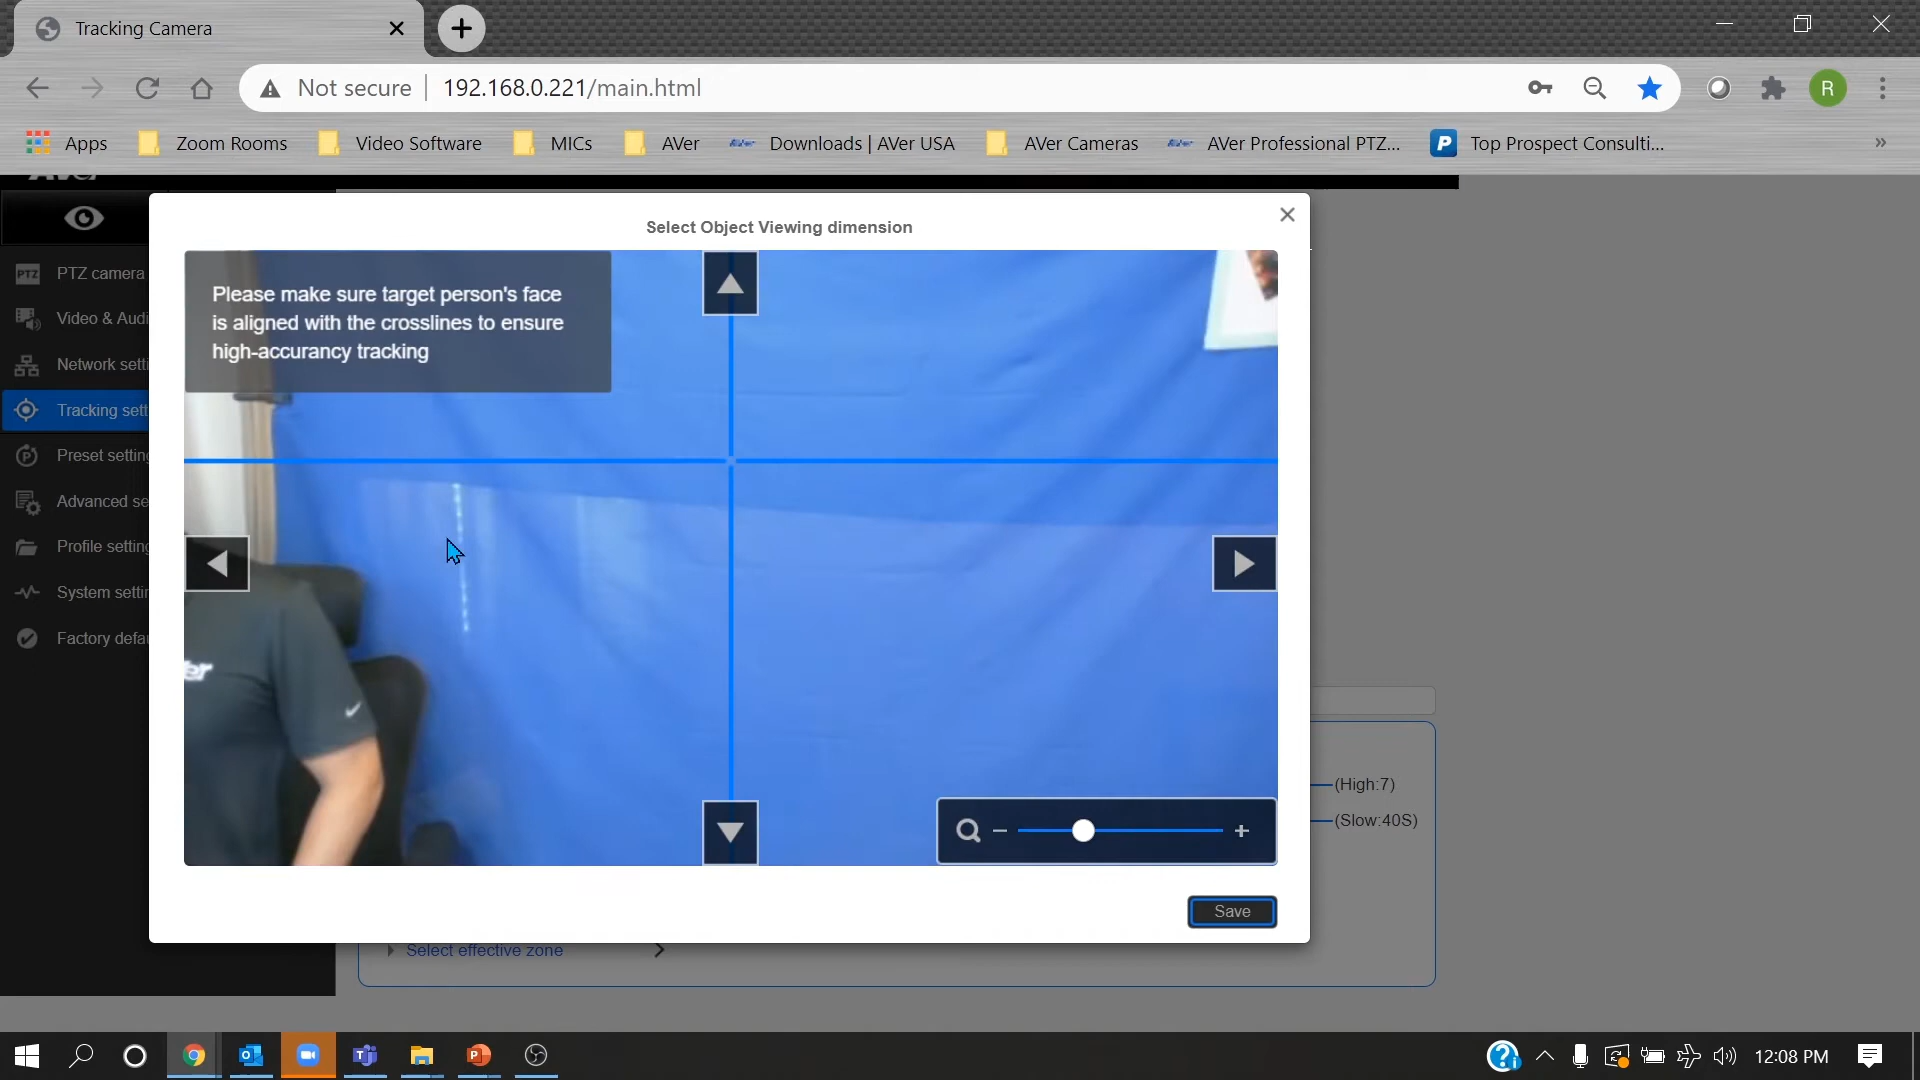 Tracking Camera
Not secure 192.168.0.221/main.html
R
Apps Zoom Rooms Video Software MICs AVer Downloads | AVer USA AVer Cameras AVer Professional PTZ... P Top Prospect Consulti... »
AVer
PTZ PTZ camera
Video & Audi
Network setti
Tracking sett
Preset setting
Advanced se
Profile setting
System settin
Factory defau
Select Object Viewing dimension
Please make sure target person's face
is aligned with the crosslines to ensure
high-accurancy tracking
er
Save
(High:7)
(Slow:40S)
Select effective zone
12:08 PM